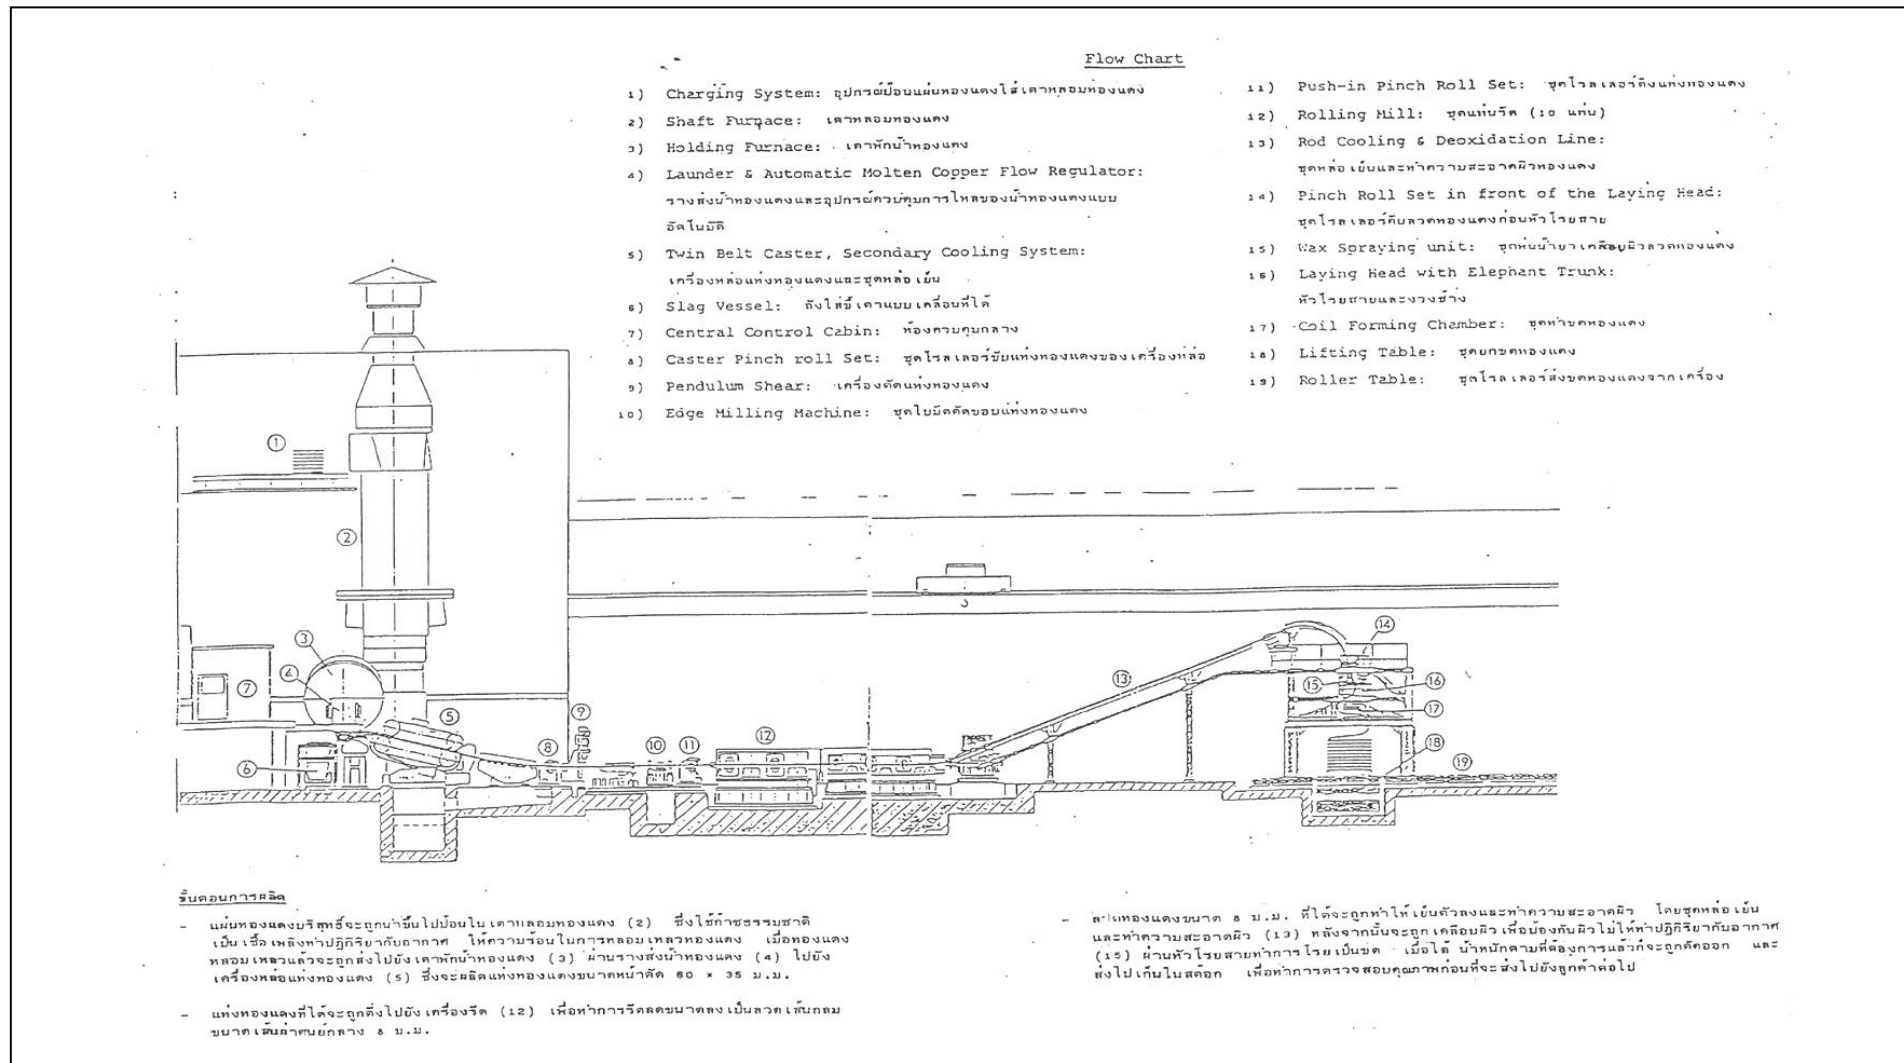 Flow Chart
1) Charging System: อุปกรณ์ป้อนแผ่นทองแดงใส่เตาหลอมทองแดง
2) Shaft Furnace: เตาหลอมทองแดง
3) Holding Furnace: เตาพักน้ำทองแดง
4) Launder & Automatic Molten Copper Flow Regulator:
รางส่งน้ำทองแดงและอุปกรณ์ควบคุมการไหลของน้ำทองแดงแบบ
อัตโนมัติ
5) Twin Belt Caster, Secondary Cooling System:
เครื่องหล่อแท่งทองแดงและชุดหล่อเย็น
6) Slag Vessel: ถังใส่ขี้เตาแบบเคลื่อนที่ได้
7) Central Control Cabin: ห้องควบคุมกลาง
8) Caster Pinch roll Set: ชุดโรลเลอร์ขับแท่งทองแดงของเครื่องหล่อ
9) Pendulum Shear: เครื่องตัดแท่งทองแดง
10) Edge Milling Machine: ชุดใบมีดตัดขอบแท่งทองแดง
11) Push-in Pinch Roll Set: ชุดโรลเลอร์ดึงแท่งทองแดง
12) Rolling Mill: ชุดแท่นรีด (10 แท่น)
13) Rod Cooling & Deoxidation Line:
ชุดหล่อเย็นและทำความสะอาดผิวทองแดง
14) Pinch Roll Set in front of the Laying Head:
ชุดโรลเลอร์คีบลวดทองแดงก่อนหัวโรยสาย
15) Wax Spraying unit: ชุดพ่นน้ำยาเคลือบผิวลวดทองแดง
16) Laying Head with Elephant Trunk:
หัวโรยสายและงวงช้าง
17) Coil Forming Chamber: ชุดทำขดทองแดง
18) Lifting Table: ชุดยกขดทองแดง
19) Roller Table: ชุดโรลเลอร์ส่งขดทองแดงจากเครื่อง
1
2
3
4
5
6
7
8
9
10
11
12
13
14
15
16
17
18
19
ขั้นตอนการผลิต
- แผ่นทองแดงบริสุทธิ์จะถูกนำขึ้นไปป้อนในเตาหลอมทองแดง (2) ซึ่งใช้ก๊าซธรรมชาติ
เป็นเชื้อเพลิงทำปฏิกิริยากับอากาศ ให้ความร้อนในการหลอมเหลวทองแดง เมื่อทองแดง
หลอมเหลวแล้วจะถูกส่งไปยังเตาพักน้ำทองแดง (3) ผ่านรางส่งน้ำทองแดง (4) ไปยัง
เครื่องหล่อแท่งทองแดง (5) ซึ่งจะผลิตแท่งทองแดงขนาดหน้าตัด 60 × 35 ม.ม.
- แท่งทองแดงที่ได้จะถูกดึงไปยังเครื่องรีด (12) เพื่อทำการรีดลดขนาดลงเป็นลวดเส้นกลม
ขนาดเส้นผ่าศูนย์กลาง 8 ม.ม.
- ลวดทองแดงขนาด 8 ม.ม. ที่ได้จะถูกทำให้เย็นตัวลงและทำความสะอาดผิว โดยชุดหล่อเย็น
และทำความสะอาดผิว (13) หลังจากนั้นจะถูกเคลือบผิวเพื่อป้องกันผิวไม่ให้ทำปฏิกิริยากับอากาศ
(15) ผ่านหัวโรยสายทำการโรยเป็นขด เมื่อได้น้ำหนักตามที่ต้องการแล้วก็จะถูกตัดออก และ
ส่งไปเก็บในสต๊อก เพื่อทำการตรวจสอบคุณภาพก่อนที่จะส่งไปยังลูกค้าต่อไป